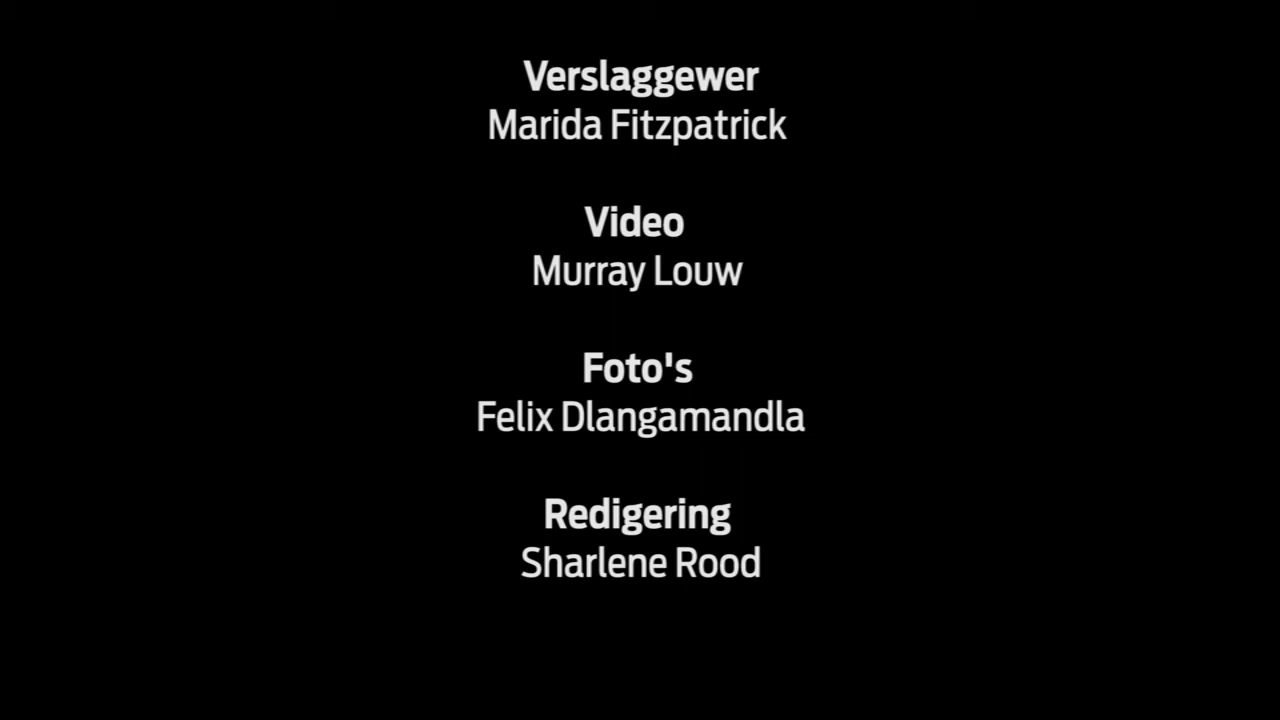 Verslaggewer
Marida Fitzpatrick
Video
Murray Louw
Foto's
Felix Dlangamandla
Redigering
Sharlene Rood